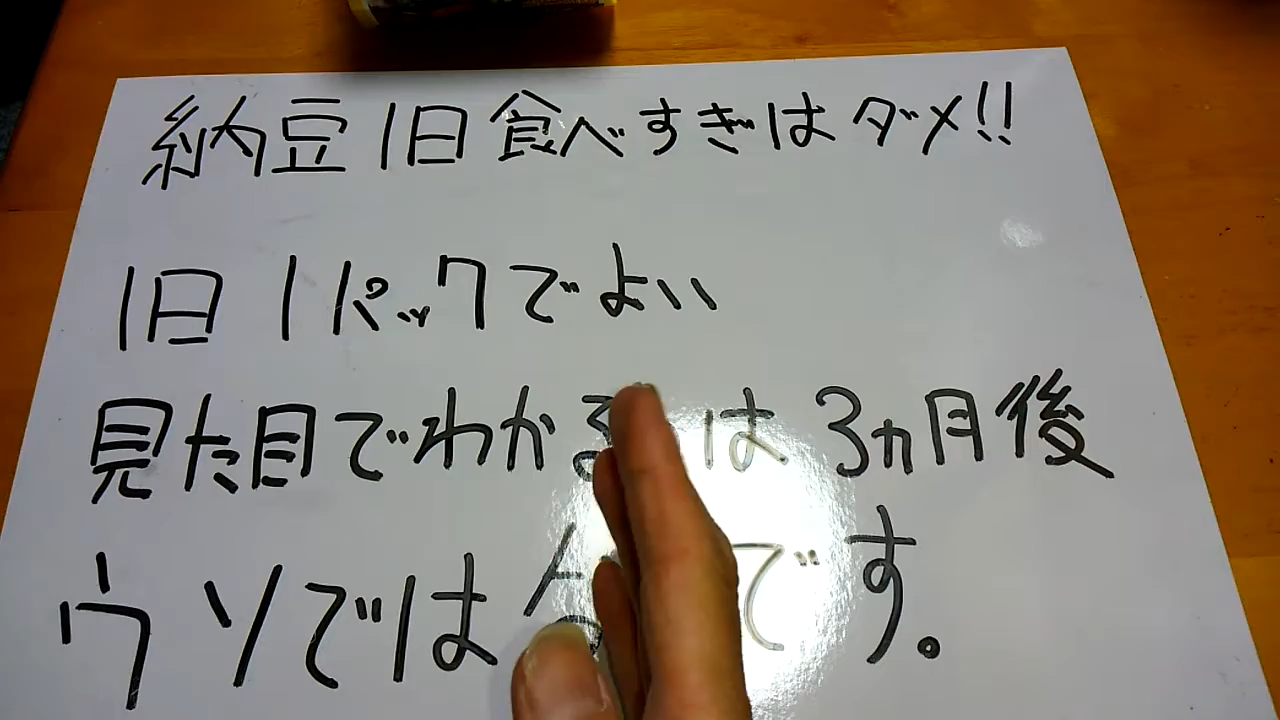 納豆1日食べすぎはダメ!!
1日1パックでよい
見た目でわかる は3ヵ月後
ウソでは です。